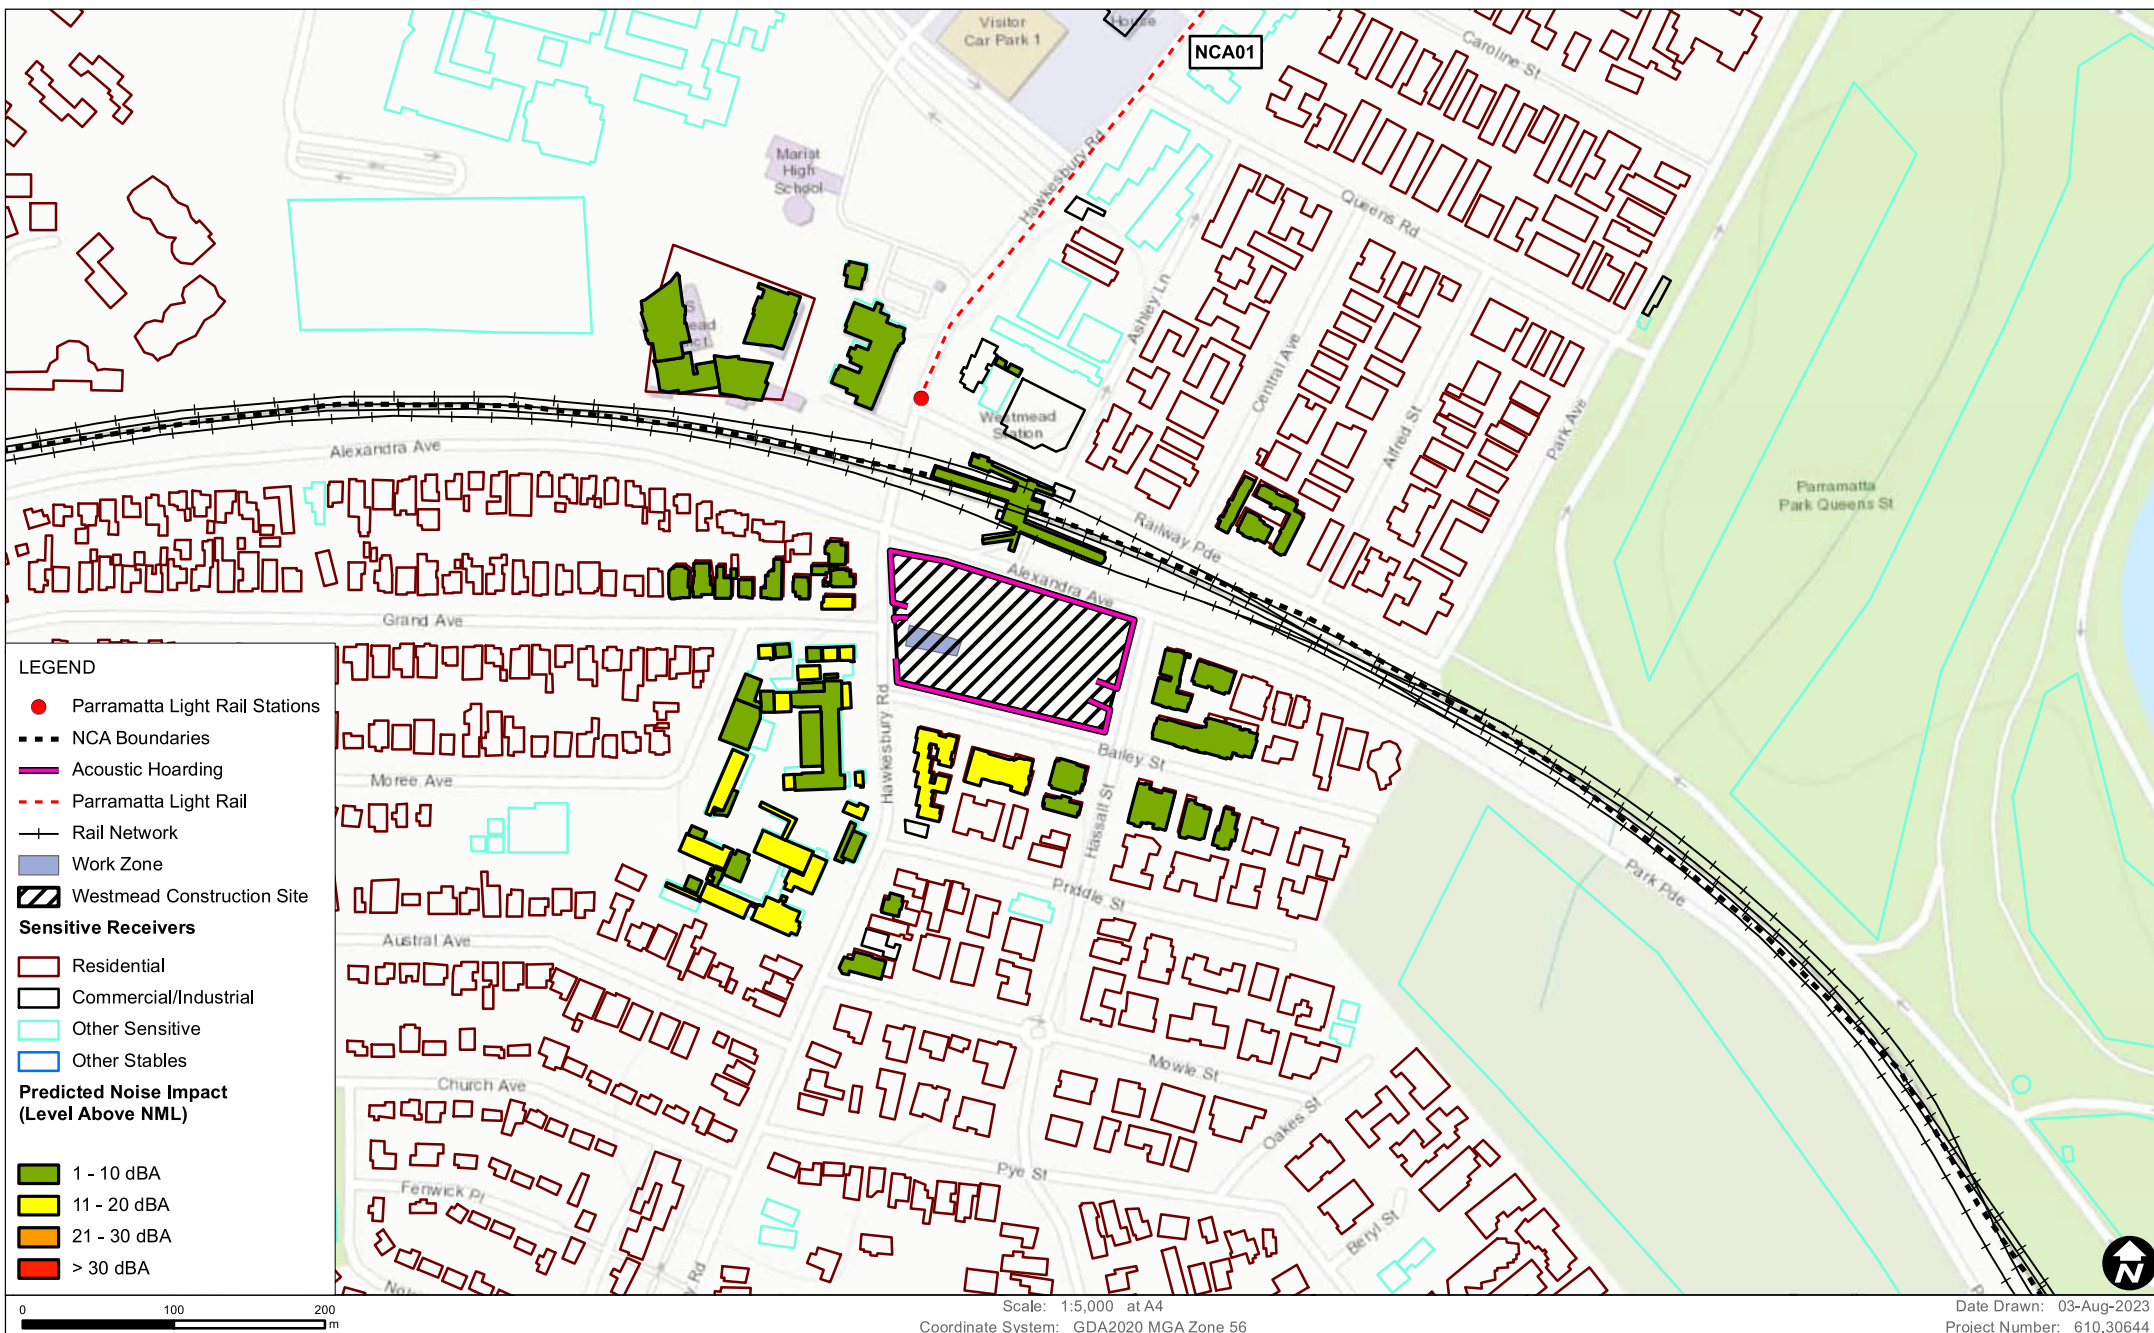 Visitor
Car Park 1
House
NCA01
Caroline St
Marist
High
School
Hawkesbury Rd
Queens Rd
Ashley Ln
Central Ave
Alfred St
Park Ave
Westmead
Station
Parramatta
Park Queens St
Alexandra Ave
Railway Pde
Alexandra Ave
Grand Ave
Hawkesbury Rd
Bailey St
Hassall St
Moree Ave
Priddle St
Park Pde
Austral Ave
Mowle St
Church Ave
Oakes St
Pye St
Fenwick Pl
Beryl St
LEGEND
Parramatta Light Rail Stations
NCA Boundaries
Acoustic Hoarding
Parramatta Light Rail
Rail Network
Work Zone
Westmead Construction Site
Sensitive Receivers
Residential
Commercial/Industrial
Other Sensitive
Other Stables
Predicted Noise Impact
(Level Above NML)
1 - 10 dBA
11 - 20 dBA
21 - 30 dBA
> 30 dBA
N
0 100 200
m
Scale: 1:5,000 at A4
Coordinate System: GDA2020 MGA Zone 56
Date Drawn: 03-Aug-2023
Project Number: 610.30644